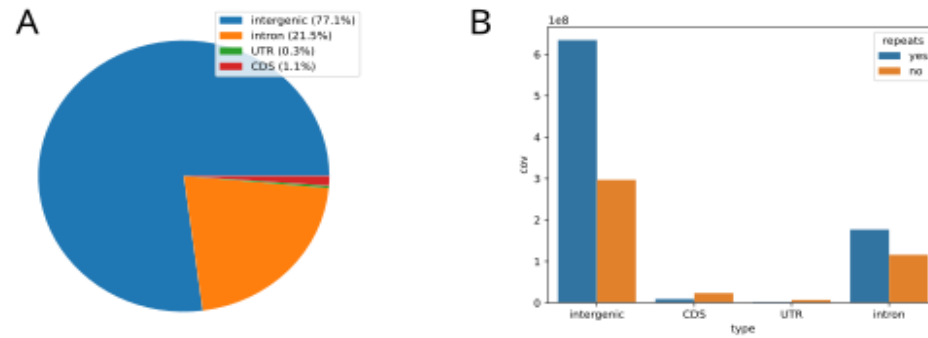 A
intergenic (77.1%)
intron (21.5%)
UTR (0.3%)
CDS (1.1%)
B
1e8
repeats
yes
no
6
5
4
3
2
1
0
cov
intergenic
CDS
UTR
intron
type